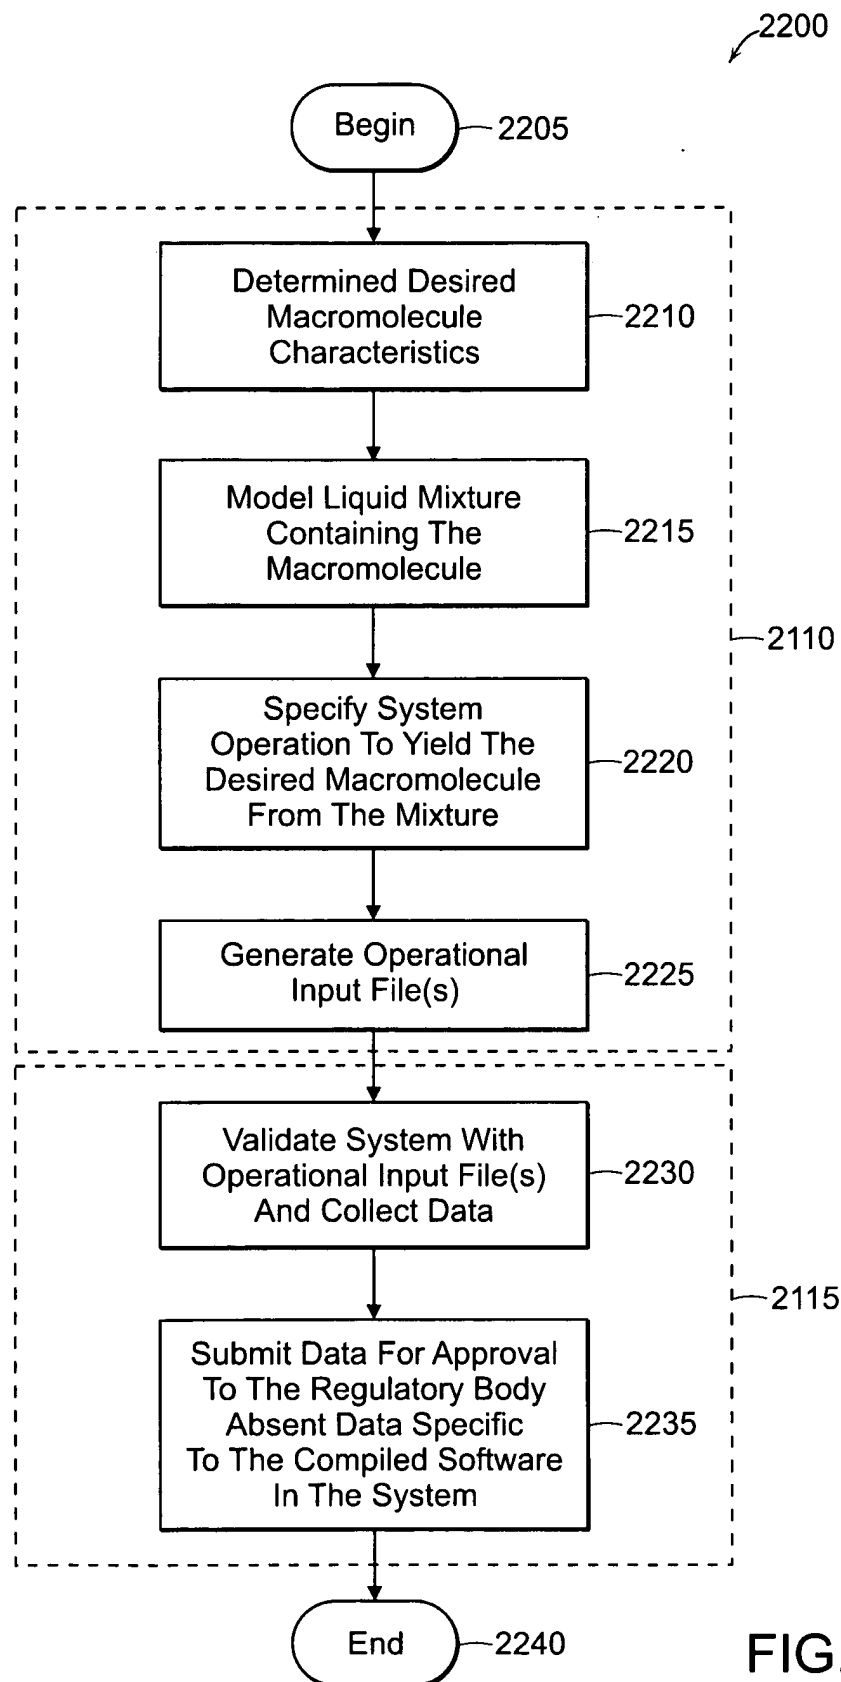 2200
Begin
2205
Determined Desired
Macromolecule
Characteristics
2210
Model Liquid Mixture
Containing The
Macromolecule
2215
2110
Specify System
Operation To Yield The
Desired Macromolecule
From The Mixture
2220
Generate Operational
Input File(s)
2225
Validate System With
Operational Input File(s)
And Collect Data
2230
2115
Submit Data For Approval
To The Regulatory Body
Absent Data Specific
To The Compiled Software
In The System
2235
End
2240
FIG.